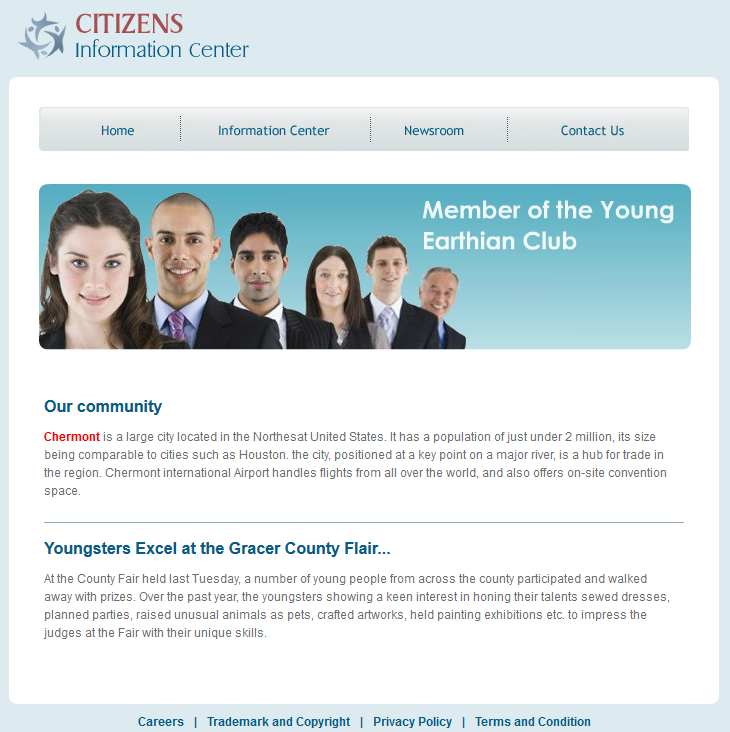 CITIZENS
Information Center
Home Information Center Newsroom Contact Us
Member of the Young
Earthian Club
Our community
Chermont is a large city located in the Northesat United States. It has a population of just under 2 million, its size
being comparable to cities such as Houston. the city, positioned at a key point on a major river, is a hub for trade in
the region. Chermont international Airport handles flights from all over the world, and also offers on-site convention
space.
Youngsters Excel at the Gracer County Flair...
At the County Fair held last Tuesday, a number of young people from across the county participated and walked
away with prizes. Over the past year, the youngsters showing a keen interest in honing their talents sewed dresses,
planned parties, raised unusual animals as pets, crafted artworks, held painting exhibitions etc. to impress the
judges at the Fair with their unique skills.
Careers | Trademark and Copyright | Privacy Policy | Terms and Condition